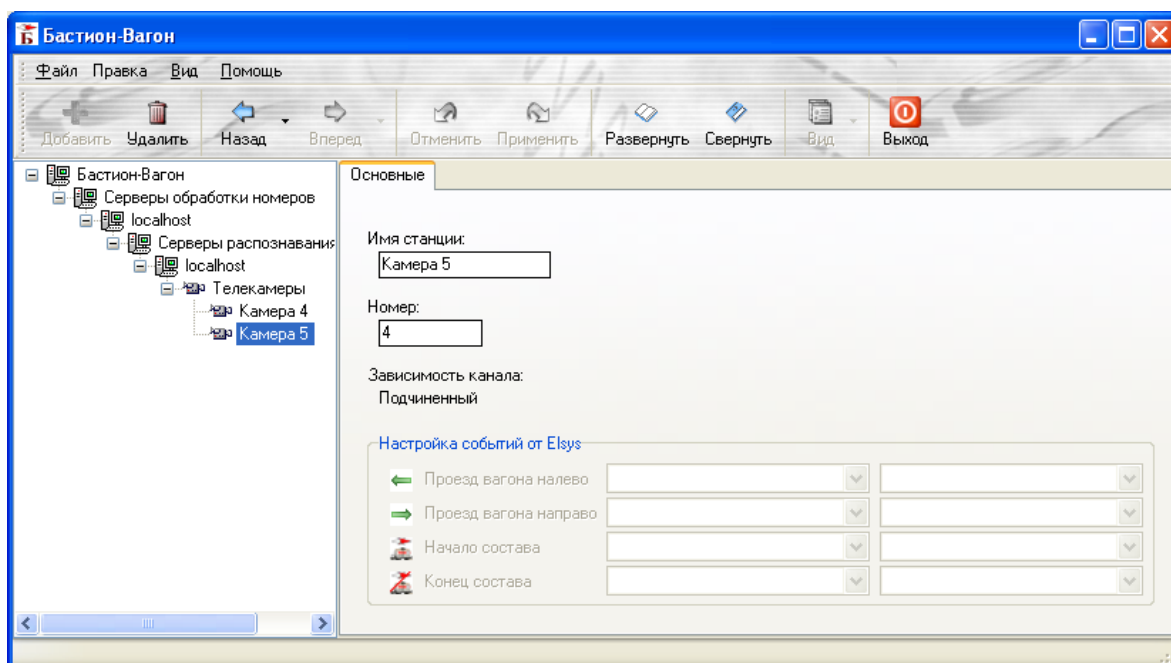 Бастион-Вагон
Файл Правка Вид Помощь
Добавить Удалить Назад Вперед Отменить Применить Развернуть Свернуть Вид Выход
Бастион-Вагон
Серверы обработки номеров
localhost
Серверы распознавания
localhost
Телекамеры
Камера 4
Камера 5
Основные
Имя станции:
Камера 5
Номер:
4
Зависимость канала:
Подчиненный
Настройка событий от Elsys
Проезд вагона налево
Проезд вагона направо
Начало состава
Конец состава